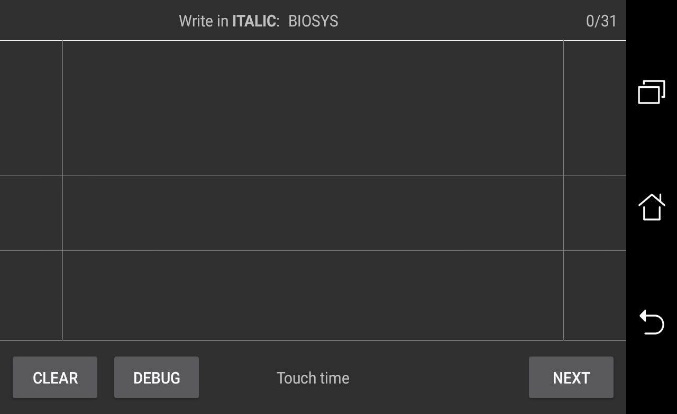 Write in ITALIC: BIOSYS 0/31
CLEAR DEBUG Touch time NEXT